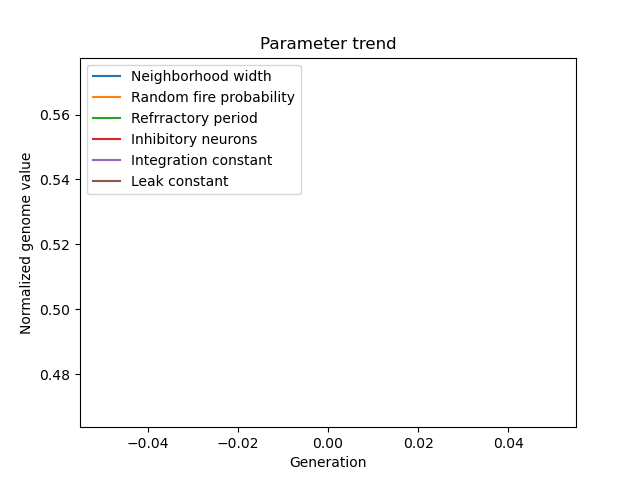 Parameter trend
Neighborhood width
Random fire probability
Refrractory period
Inhibitory neurons
Integration constant
Leak constant
0.56
0.54
0.52
0.50
0.48
Normalized genome value
−0.04
−0.02
0.00
0.02
0.04
Generation